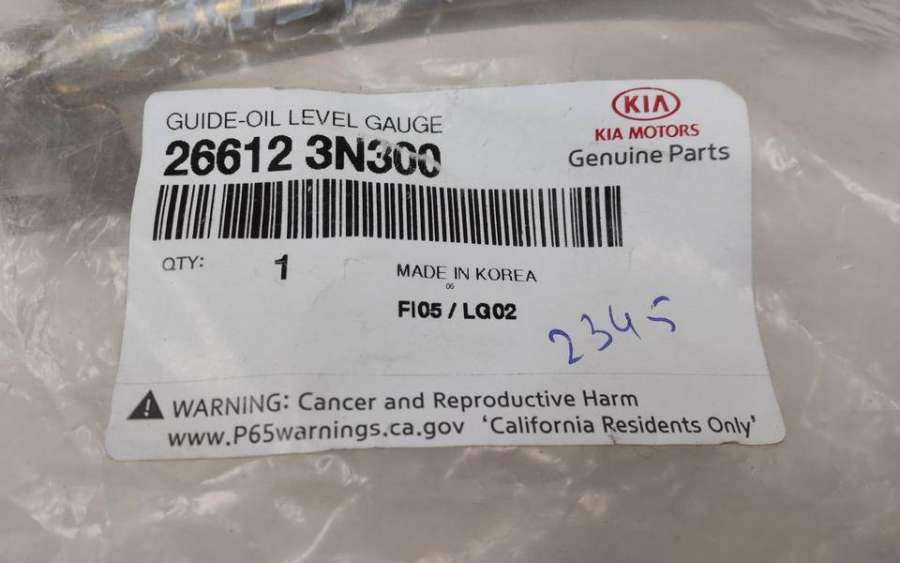 GUIDE-OIL LEVEL GAUGE
26612 3N300
KIA
KIA MOTORS
Genuine Parts
QTY: 1
MADE IN KOREA
06
FI05 / LG02
2345
WARNING: Cancer and Reproductive Harm
www.P65warnings.ca.gov 'California Residents Only'